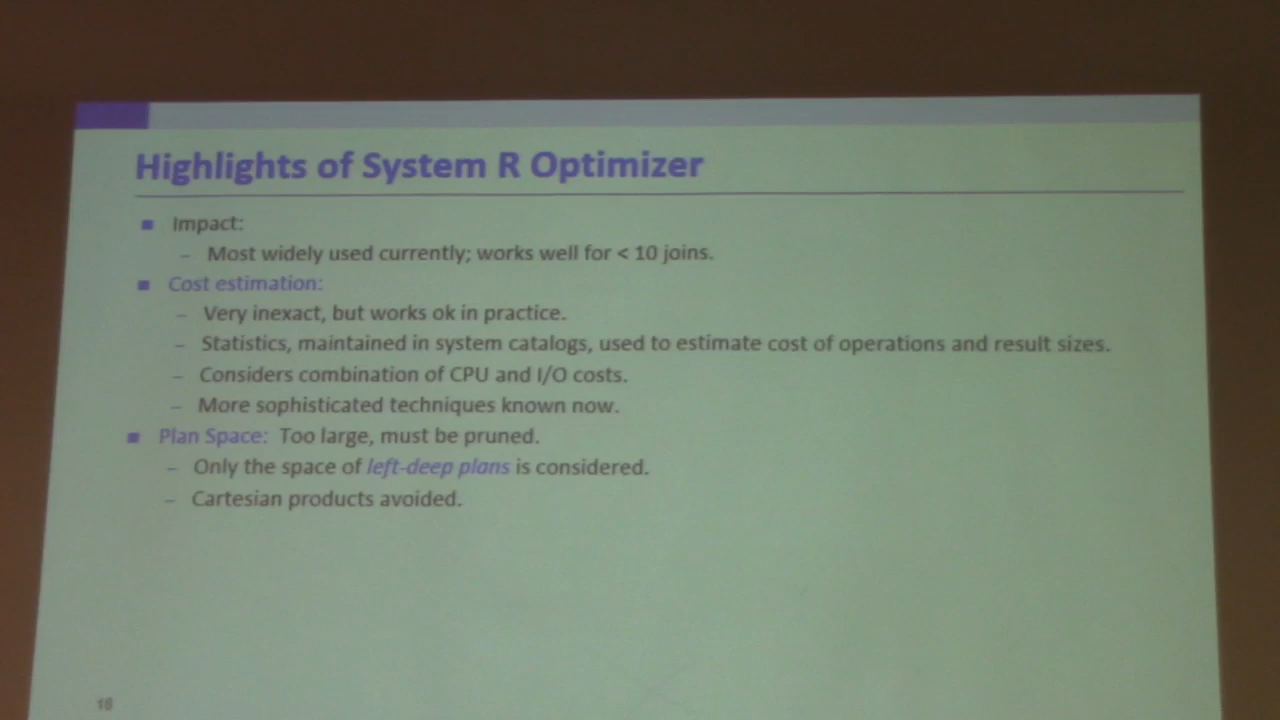 Highlights of System R Optimizer
■ Impact:
– Most widely used currently; works well for < 10 joins.
■ Cost estimation:
– Very inexact, but works ok in practice.
– Statistics, maintained in system catalogs, used to estimate cost of operations and result sizes.
– Considers combination of CPU and I/O costs.
– More sophisticated techniques known now.
■ Plan Space: Too large, must be pruned.
– Only the space of left-deep plans is considered.
– Cartesian products avoided.